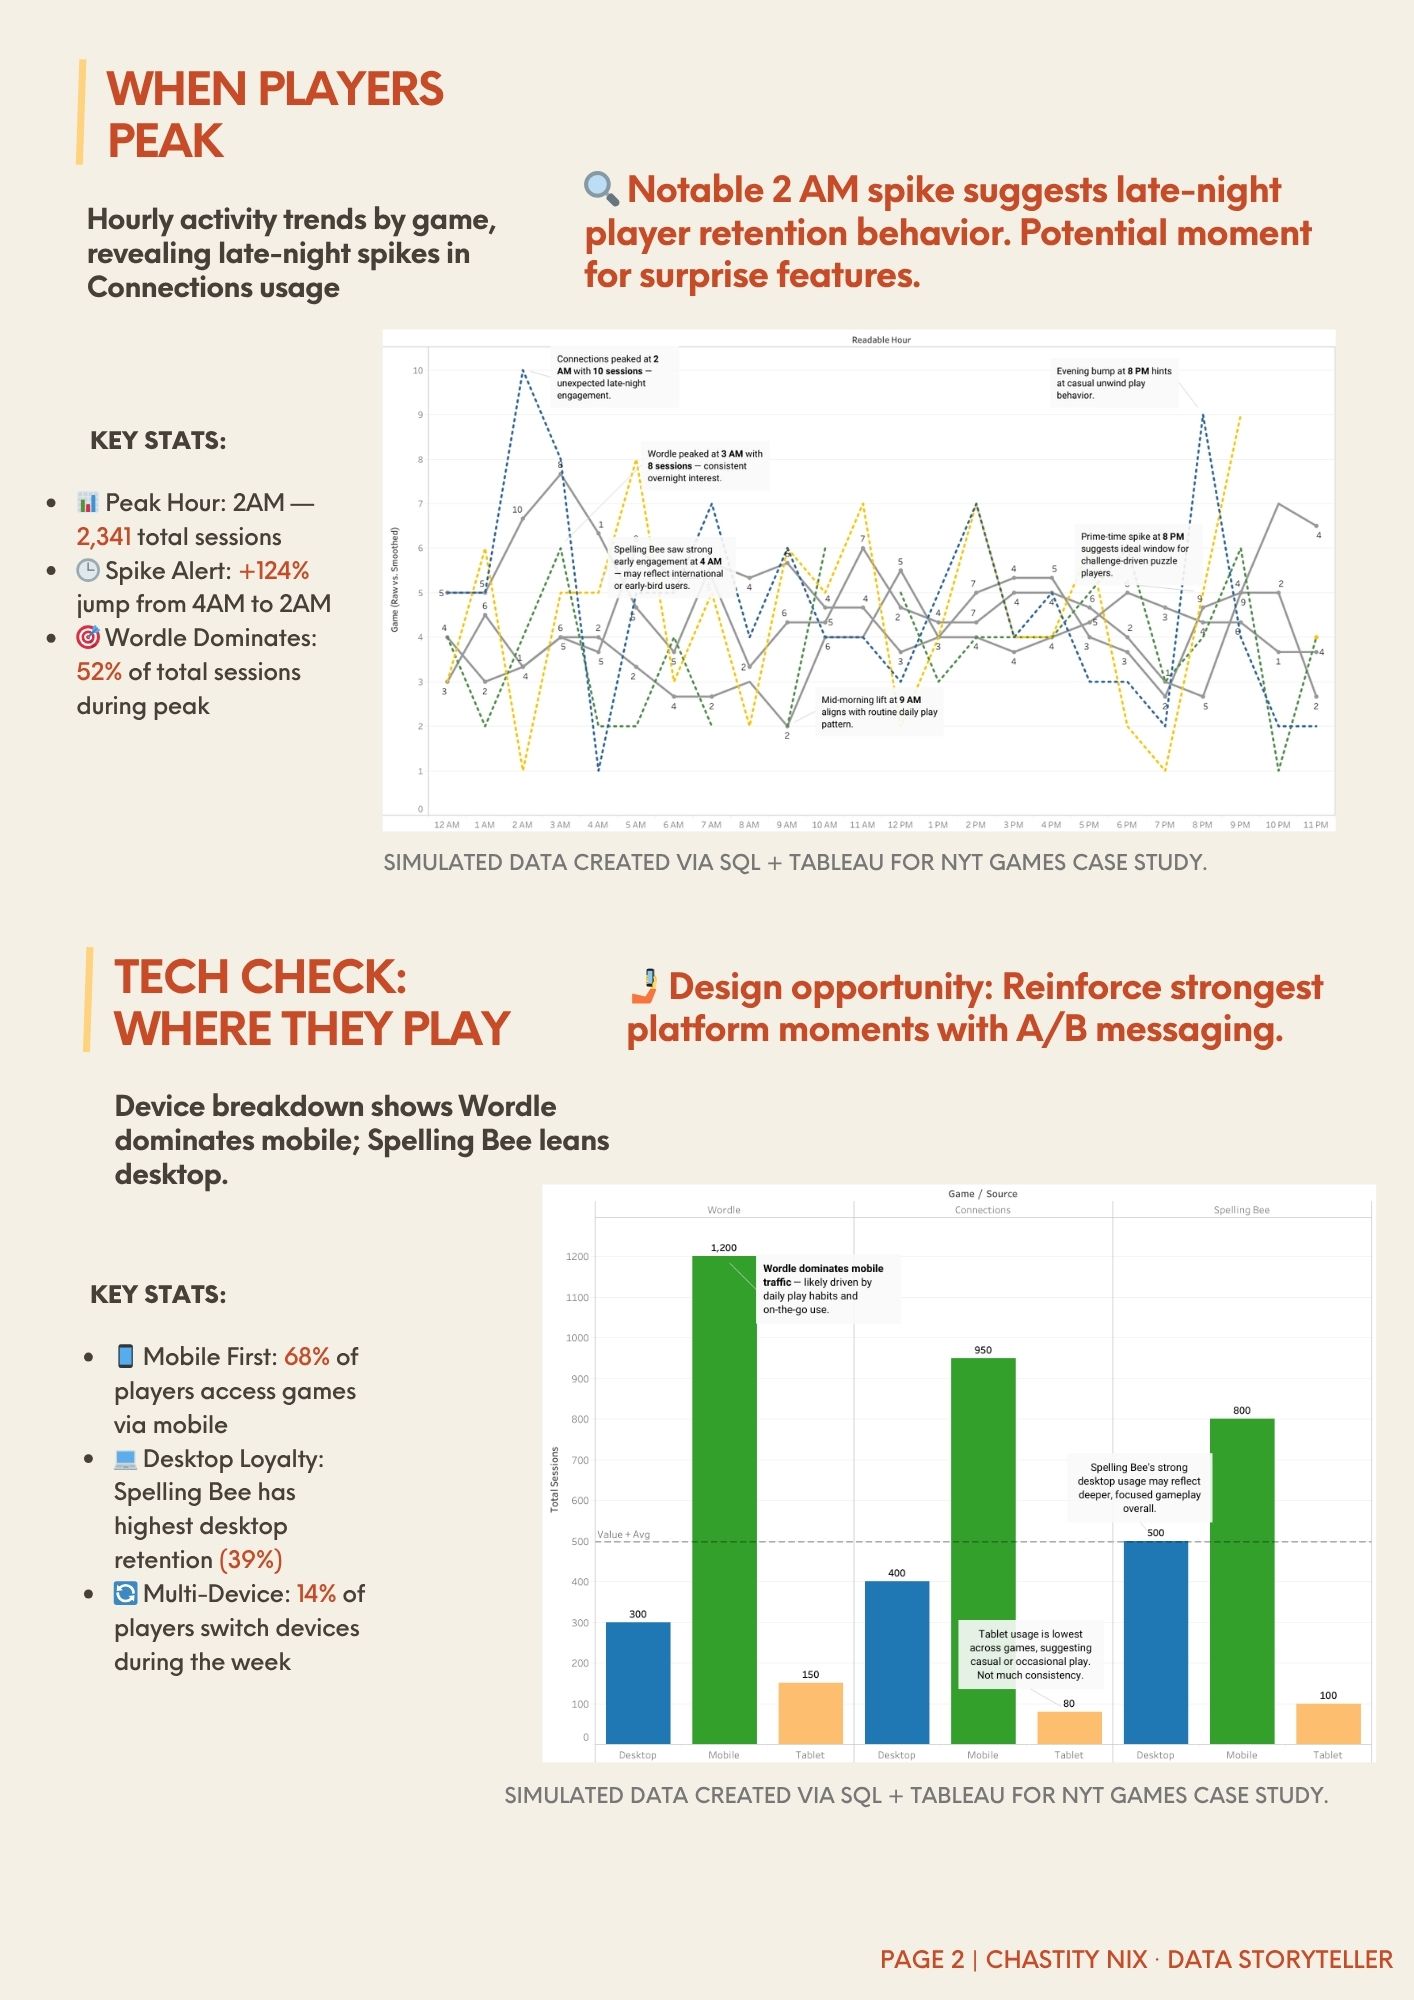 WHEN PLAYERS
PEAK
Hourly activity trends by game,
revealing late-night spikes in
Connections usage
Notable 2 AM spike suggests late-night
player retention behavior. Potential moment
for surprise features.
KEY STATS:
Peak Hour: 2AM —
2,341 total sessions
Spike Alert: +124%
jump from 4AM to 2AM
Wordle Dominates:
52% of total sessions
during peak
Readable Hour
Connections peaked at 2
AM with 10 sessions —
unexpected late-night
engagement.
Evening bump at 8 PM hints
at casual unwind play
behavior.
Wordle peaked at 3 AM with
8 sessions — consistent
overnight interest.
Spelling Bee saw strong
early engagement at 4 AM
— may reflect international
or early-bird users.
Prime-time spike at 8 PM
suggests ideal window for
challenge-driven puzzle
players.
Mid-morning lift at 9 AM
aligns with routine daily play
pattern.
Game (Raw vs. Smoothed)
10
9
8
7
6
5
4
3
2
1
0
12 AM 1 AM 2 AM 3 AM 4 AM 5 AM 6 AM 7 AM 8 AM 9 AM 10 AM 11 AM 12 PM 1 PM 2 PM 3 PM 4 PM 5 PM 6 PM 7 PM 8 PM 9 PM 10 PM 11 PM
SIMULATED DATA CREATED VIA SQL + TABLEAU FOR NYT GAMES CASE STUDY.
TECH CHECK:
WHERE THEY PLAY
Design opportunity: Reinforce strongest
platform moments with A/B messaging.
Device breakdown shows Wordle
dominates mobile; Spelling Bee leans
desktop.
KEY STATS:
Mobile First: 68% of
players access games
via mobile
Desktop Loyalty:
Spelling Bee has
highest desktop
retention (39%)
Multi-Device: 14% of
players switch devices
during the week
Game / Source
Wordle Connections Spelling Bee
Total Sessions
1200
1100
1000
900
800
700
600
500
400
300
200
100
0
Value + Avg
1,200
Wordle dominates mobile
traffic — likely driven by
daily play habits and
on-the-go use.
950
800
Spelling Bee's strong
desktop usage may reflect
deeper, focused gameplay
overall.
500
400
300
Tablet usage is lowest
across games, suggesting
casual or occasional play.
Not much consistency.
150
80
100
Desktop Mobile Tablet Desktop Mobile Tablet Desktop Mobile Tablet
SIMULATED DATA CREATED VIA SQL + TABLEAU FOR NYT GAMES CASE STUDY.
PAGE 2 | CHASTITY NIX · DATA STORYTELLER